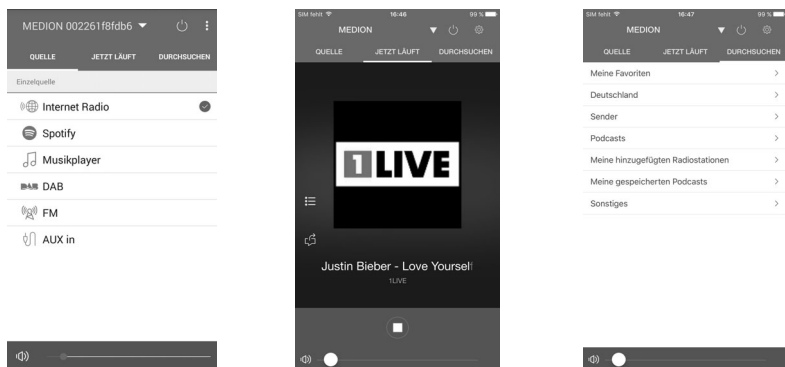 MEDION 002261f8fdb6
QUELLE JETZT LÄUFT DURCHSUCHEN
Einzelquelle
Internet Radio
Spotify
Musikplayer
DAB DAB
FM
AUX in
SIM fehlt 16:46 99 %
MEDION
QUELLE JETZT LÄUFT DURCHSUCHEN
1LIVE
Justin Bieber - Love Yourself
1LIVE
SIM fehlt 16:47 99 %
MEDION
QUELLE JETZT LÄUFT DURCHSUCHEN
Meine Favoriten
Deutschland
Sender
Podcasts
Meine hinzugefügten Radiostationen
Meine gespeicherten Podcasts
Sonstiges